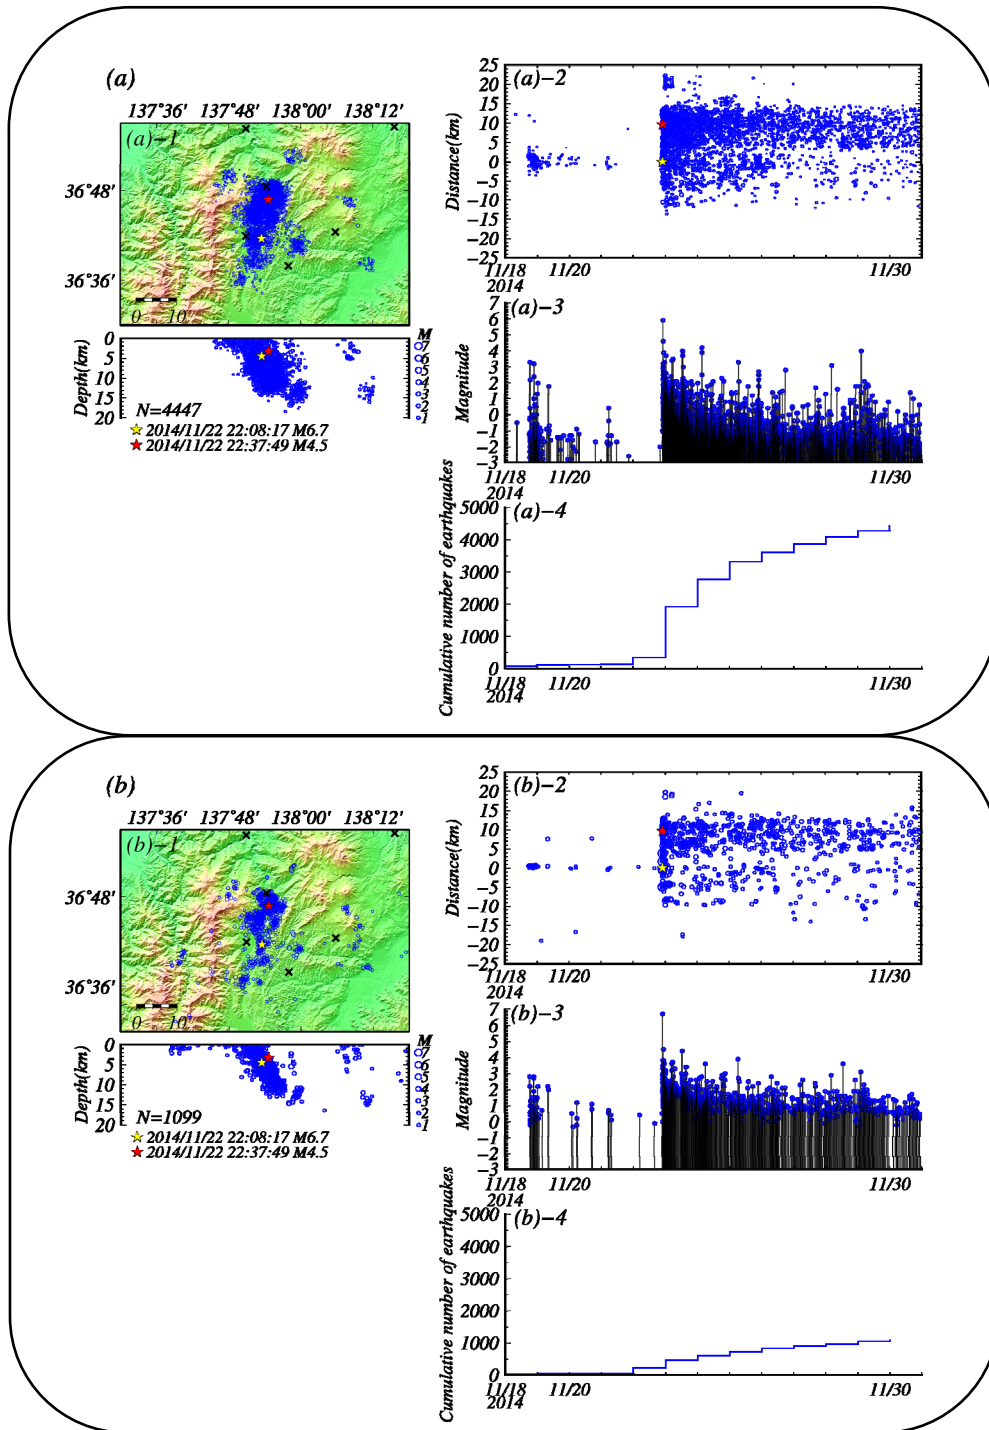 (a)
137°36' 137°48' 138°00' 138°12'
(a)−1
36°48'
36°36'
0 10
Depth(km)
0
5
10
15
20
M
7
6
5
4
3
2
1
N=4447
2014/11/22 22:08:17 M6.7
2014/11/22 22:37:49 M4.5
(a)−2
Distance(km)
25
20
15
10
5
0
−5
−10
−15
−20
−25
11/18 11/20 11/30
2014
(a)−3
Magnitude
7
6
5
4
3
2
1
0
−1
−2
−3
11/18 11/20 11/30
2014
(a)−4
Cumulative number of earthquakes
5000
4000
3000
2000
1000
0
11/18 11/20 11/30
2014
(b)
137°36' 137°48' 138°00' 138°12'
(b)−1
36°48'
36°36'
0 10
Depth(km)
0
5
10
15
20
M
7
6
5
4
3
2
1
N=1099
2014/11/22 22:08:17 M6.7
2014/11/22 22:37:49 M4.5
(b)−2
Distance(km)
25
20
15
10
5
0
−5
−10
−15
−20
−25
11/18 11/20 11/30
2014
(b)−3
Magnitude
7
6
5
4
3
2
1
0
−1
−2
−3
11/18 11/20 11/30
2014
(b)−4
Cumulative number of earthquakes
5000
4000
3000
2000
1000
0
11/18 11/20 11/30
2014